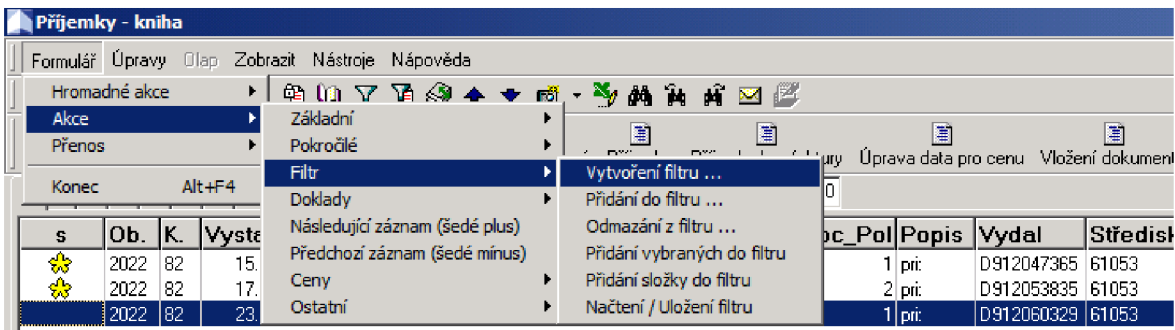 Příjemky - kniha
Formulář Úpravy Olap Zobrazit Nástroje Nápověda
Hromadné akce
Akce
Přenos
Konec Alt+F4
Základní
Pokročilé
Filtr
Doklady
Následující záznam (šedé plus)
Předchozí záznam (šedé mínus)
Ceny
Ostatní
Vytvoření filtru ...
Přidání do filtru ...
Odmazání z filtru ...
Přidání vybraných do filtru
Přidání složky do filtru
Načtení / Uložení filtru
Úprava data pro cenu Vložení dokument
0
s Ob. K. Vysta oc_Pol Popis Vydal Středisk
2022 82 15. 1 pri: D912047365 61053
2022 82 17. 2 pri: D912053835 61053
2022 82 23. 1 pri: D912060329 61053